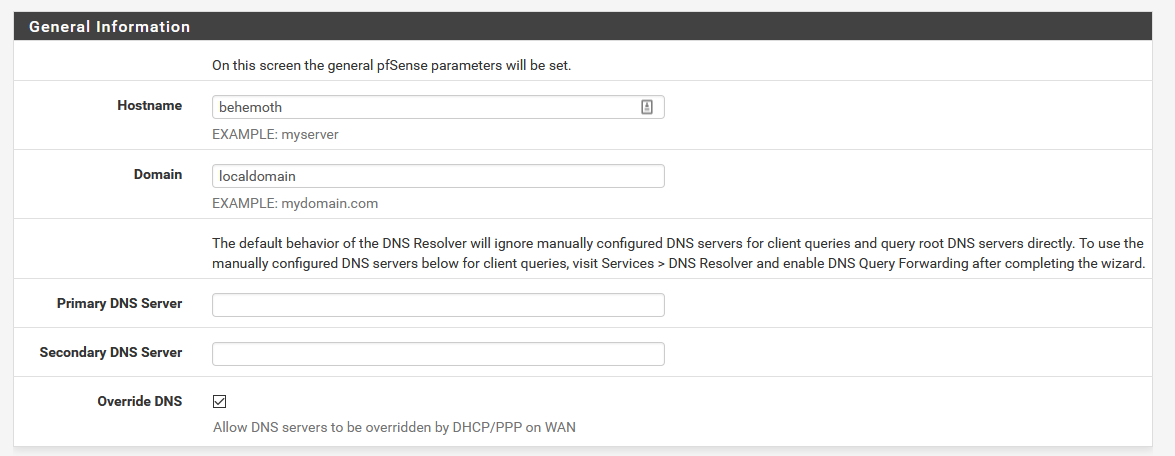 General Information
On this screen the general pfSense parameters will be set.
Hostname
behemoth
EXAMPLE: myserver
Domain
localdomain
EXAMPLE: mydomain.com
The default behavior of the DNS Resolver will ignore manually configured DNS servers for client queries and query root DNS servers directly. To use the
manually configured DNS servers below for client queries, visit Services > DNS Resolver and enable DNS Query Forwarding after completing the wizard.
Primary DNS Server
Secondary DNS Server
Override DNS
Allow DNS servers to be overridden by DHCP/PPP on WAN